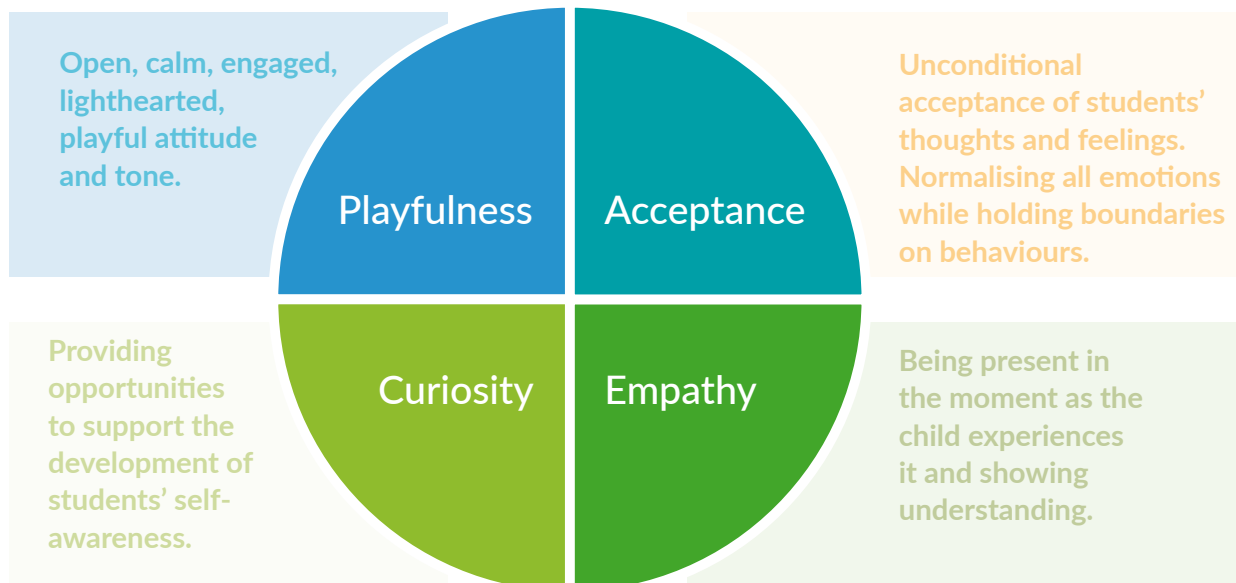 Open, calm, engaged,
lighthearted,
playful attitude
and tone.
Playfulness
Acceptance
Unconditional
acceptance of students’
thoughts and feelings.
Normalising all emotions
while holding boundaries
on behaviours.
Providing
opportunities
to support the
development of
students’ self-
awareness.
Curiosity
Empathy
Being present in
the moment as the
child experiences
it and showing
understanding.